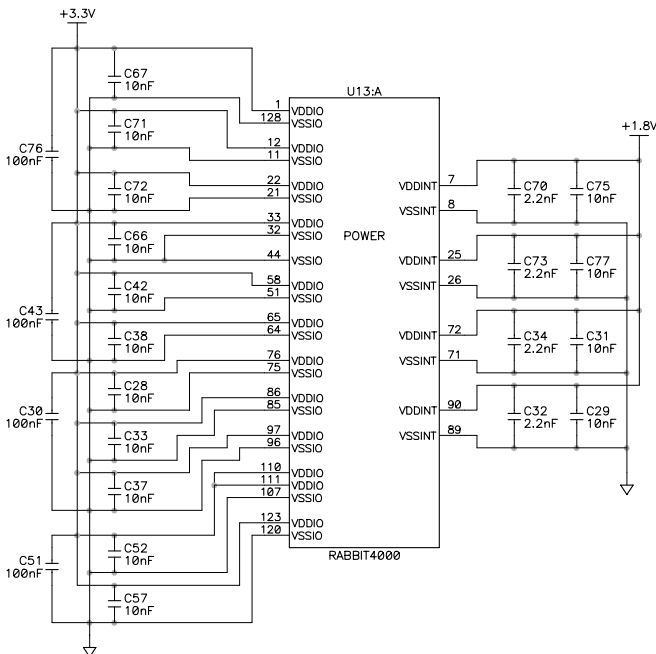 +3.3V
U13:A
+1.8V
C67
10nF
1 VDDIO
128 VSSIO
C71
10nF
12 VDDIO
11 VSSIO
C76
100nF
C72
10nF
22 VDDIO
21 VSSIO
7 VDDINT
8 VSSINT
C70
2.2nF
C75
10nF
33 VDDIO
32 VSSIO
C66
10nF
POWER
44 VSSIO
25 VDDINT
26 VSSINT
C73
2.2nF
C77
10nF
C42
10nF
58 VDDIO
51 VSSIO
C43
100nF
C38
10nF
65 VDDIO
64 VSSIO
72 VDDINT
71 VSSINT
C34
2.2nF
C31
10nF
76 VDDIO
75 VSSIO
C28
10nF
C30
100nF
86 VDDIO
85 VSSIO
C33
10nF
90 VDDINT
89 VSSINT
C32
2.2nF
C29
10nF
97 VDDIO
96 VSSIO
C37
10nF
110 VDDIO
111 VDDIO
107 VSSIO
C51
100nF
C52
10nF
123 VDDIO
120 VSSIO
C57
10nF
RABBIT4000